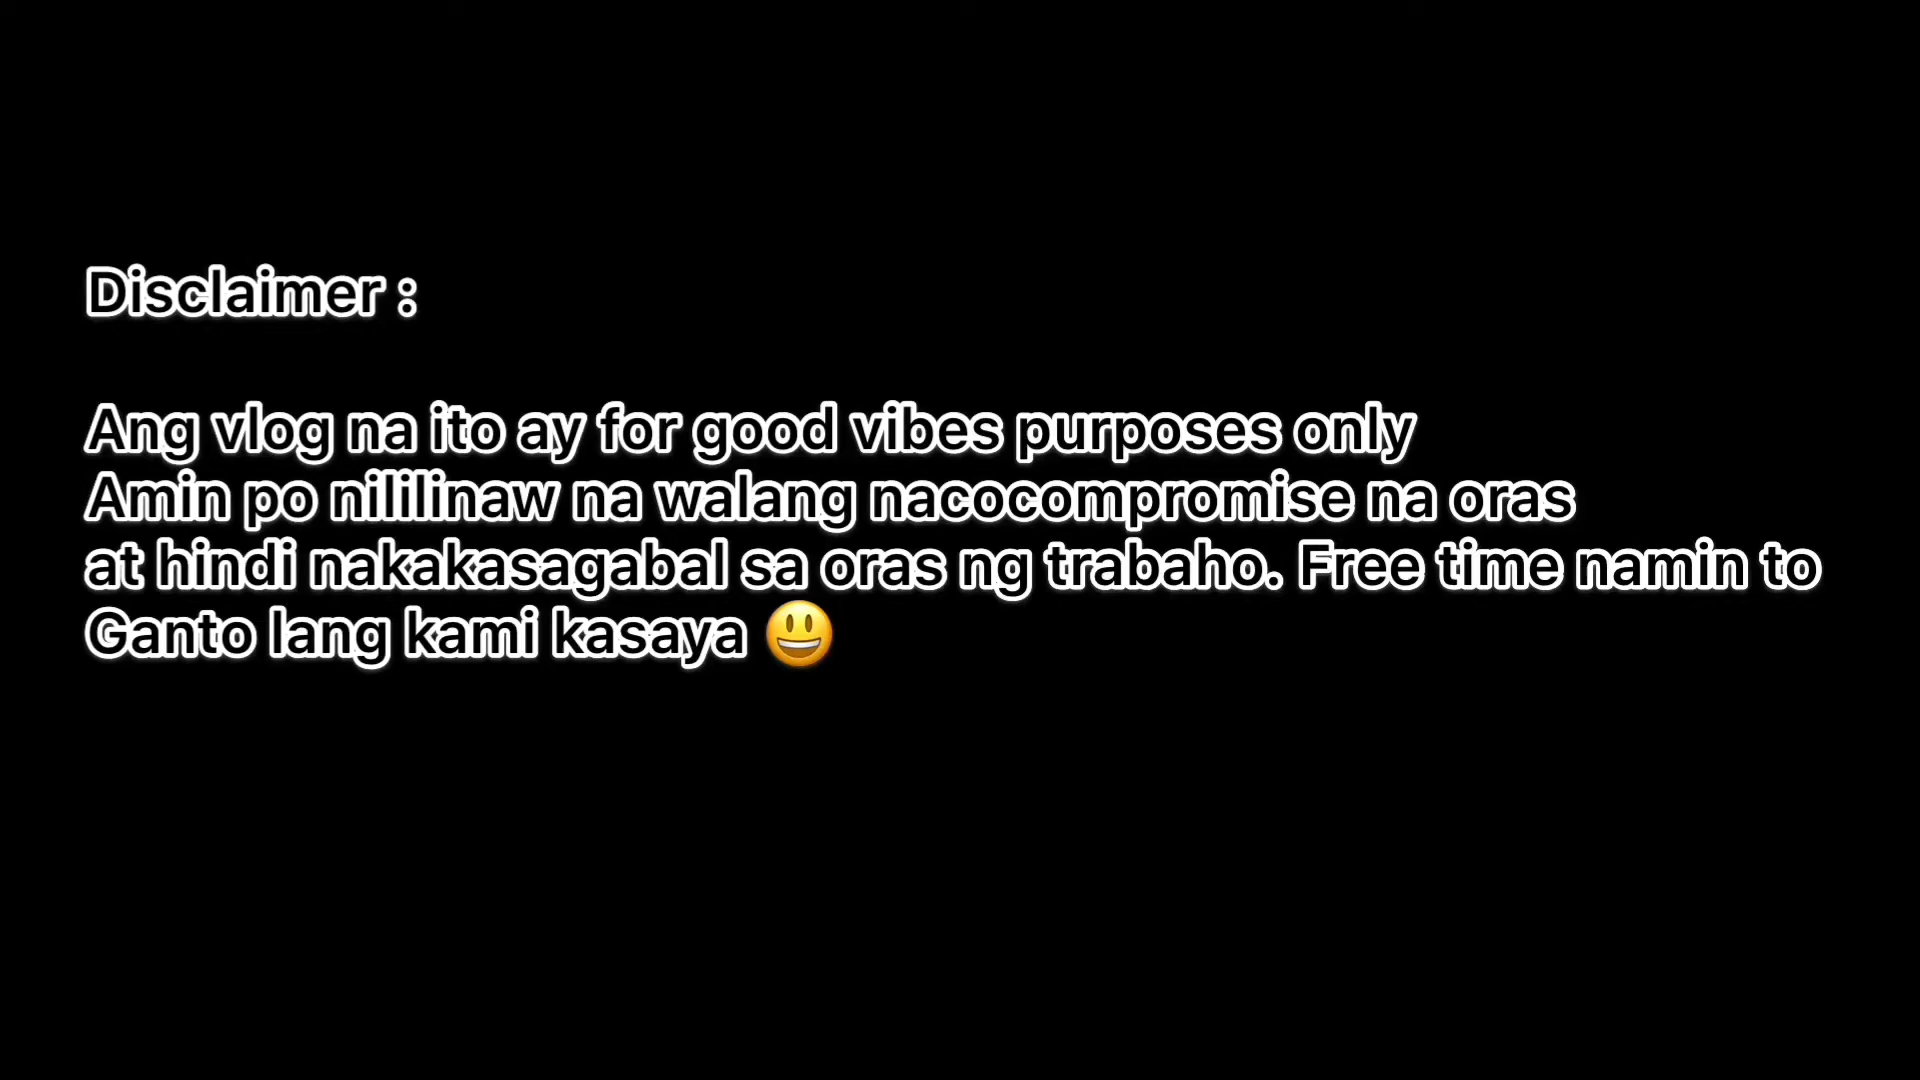 Disclaimer :
Ang vlog na ito ay for good vibes purposes only
Amin po nililinaw na walang nacocompromise na oras
at hindi nakakasagabal sa oras ng trabaho. Free time namin to
Ganto lang kami kasaya 😃